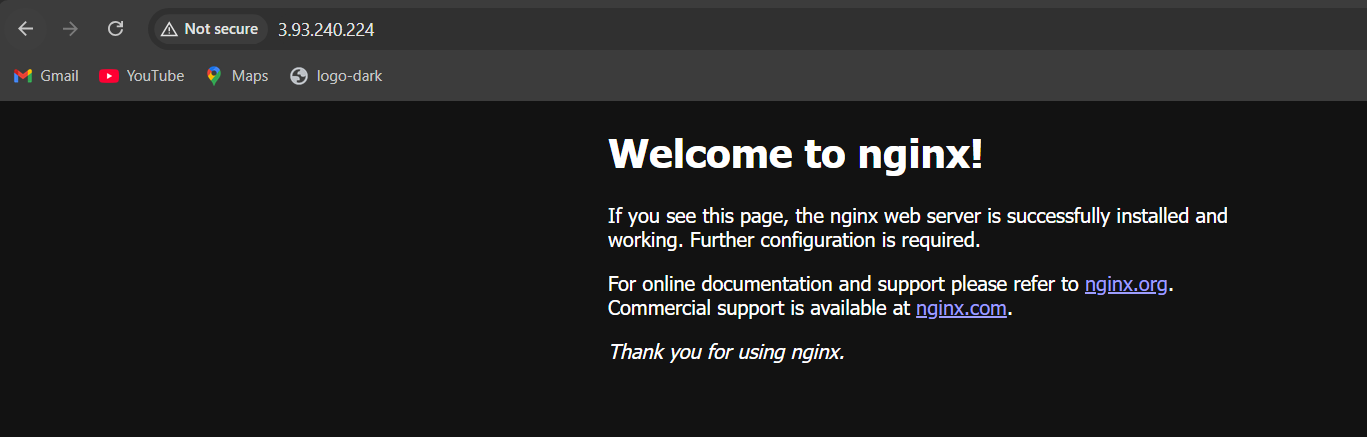 Not secure 3.93.240.224
Gmail YouTube Maps logo-dark
Welcome to nginx!
If you see this page, the nginx web server is successfully installed and
working. Further configuration is required.
For online documentation and support please refer to nginx.org.
Commercial support is available at nginx.com.
Thank you for using nginx.